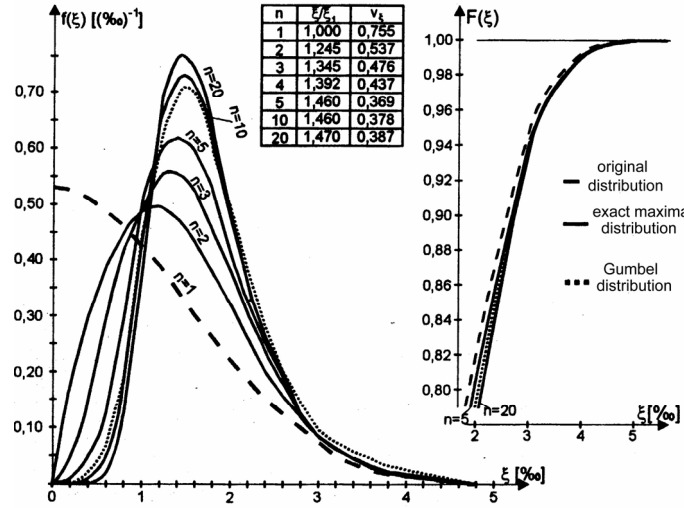 f(ξ) [(‰)⁻¹]
0,70
0,60
0,50
0,40
0,30
0,20
0,10
0
1
2
3
4
5
ξ [‰]
n=20
n=10
n=5
n=3
n=2
n=1
n ξ/ξ₁ vξ
1 1,000 0,755
2 1,245 0,537
3 1,345 0,476
4 1,392 0,437
5 1,460 0,369
10 1,460 0,378
20 1,470 0,387
F(ξ)
1,00
0,98
0,96
0,94
0,92
0,90
0,88
0,86
0,84
0,82
0,80
n=5
n=20
2
3
4
5
ξ[‰]
original
distribution
exact maxima
distribution
Gumbel
distribution